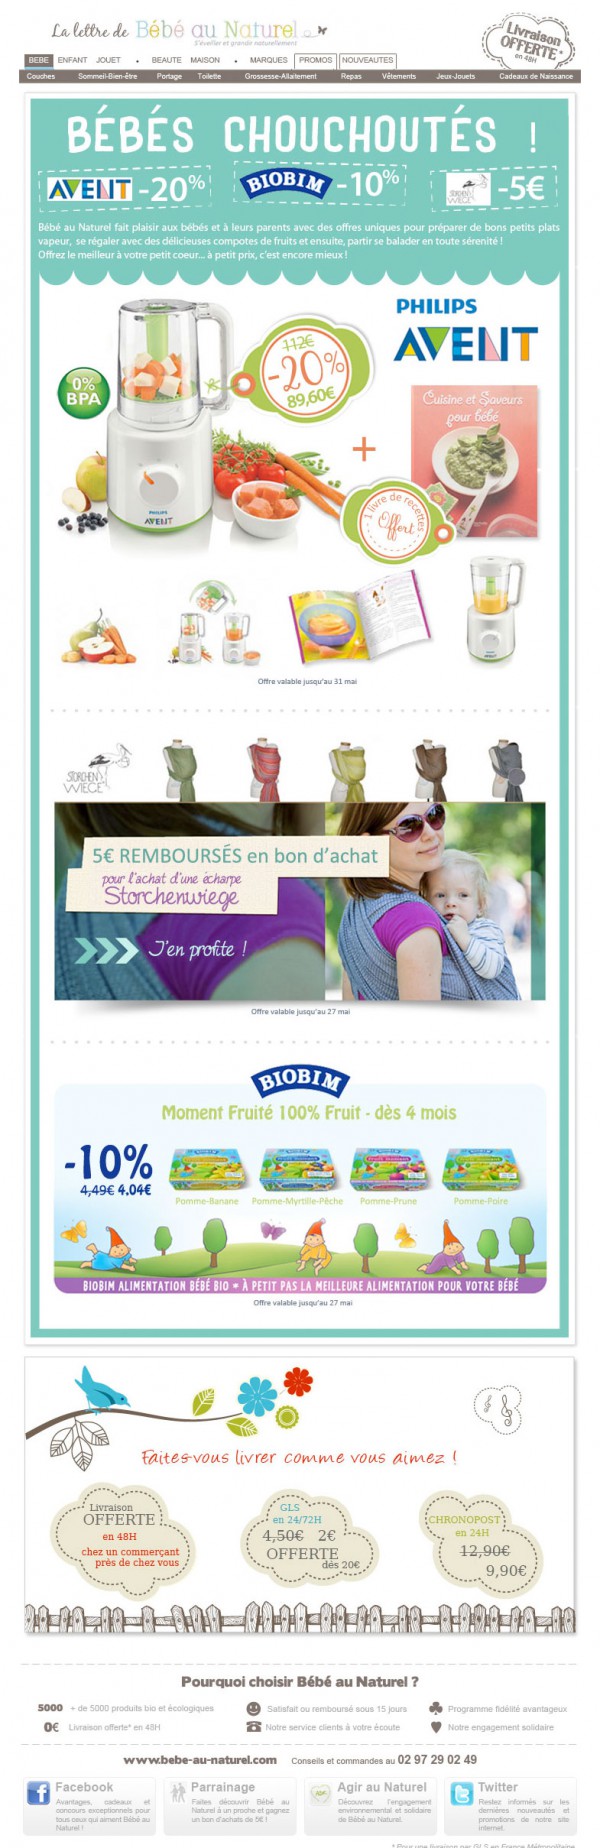 La lettre de Bébé au Naturel
S'éveiller et grandir naturellement
Livraison
OFFERTE*
en 48H
BEBE ENFANT JOUET • BEAUTE MAISON • MARQUES PROMOS NOUVEAUTES
Couches Sommeil-Bien-être Portage Toilette Grossesse-Allaitement Repas Vêtements Jeux-Jouets Cadeaux de Naissance
BÉBÉS CHOUCHOUTÉS !
AVENT -20%
BIOBIM -10%
STORCHEN WIEGE -5€
Bébé au Naturel fait plaisir aux bébés et à leurs parents avec des offres uniques pour préparer de bons petits plats
vapeur, se régaler avec des délicieuses compotes de fruits et ensuite, partir se balader en toute sérénité !
Offrez le meilleur à votre petit coeur... à petit prix, c'est encore mieux !
PHILIPS
AVENT
0%
BPA
112€
-20%
89,60€
Cuisine et Saveurs
pour bébé
+
PHILIPS
AVENT
1 livre de recettes
Offert
Offre valable jusqu'au 31 mai
STORCHEN
WIEGE
5€ REMBOURSÉS en bon d'achat
pour l'achat d'une écharpe
Storchenwiege
J'en profite !
Offre valable jusqu'au 27 mai
BIOBIM
Moment Fruité 100% Fruit - dès 4 mois
-10%
4,49€ 4.04€
BIOBIM BIOBIM BIOBIM BIOBIM
Pomme-Banane Pomme-Myrtille-Pêche Pomme-Prune Pomme-Poire
BIOBIM ALIMENTATION BÉBÉ BIO = À PETIT PAS LA MEILLEURE ALIMENTATION POUR VOTRE BÉBÉ
Offre valable jusqu'au 27 mai
Faites-vous livrer comme vous aimez !
Livraison
OFFERTE
en 48H
chez un commerçant
près de chez vous
GLS
en 24/72H
4,50€ 2€
OFFERTE
dés 20€
CHRONOPOST
en 24H
12,90€
9,90€
Pourquoi choisir Bébé au Naturel ?
5000 + de 5000 produits bio et écologiques
Satisfait ou remboursé sous 15 jours
Programme fidélité avantageux
0€ Livraison offerte* en 48H
Notre service clients à votre écoute
Notre engagement solidaire
www.bebe-au-naturel.com Conseils et commandes au 02 97 29 02 49
Facebook
Avantages, cadeaux et
concours exceptionnels pour
tous ceux qui aiment Bébé au
Naturel !
Parrainage
Faites découvrir Bébé au
Naturel à un proche et gagnez
un bon d'achats de 5€ !
Agir au Naturel
Découvrez l'engagement
environnemental et solidaire
de Bébé au Naturel.
Twitter
Restez informés sur les
dernières nouveautés et
promotions de notre site
internet.
* Pour une livraison par GLS en France Métropolitaine